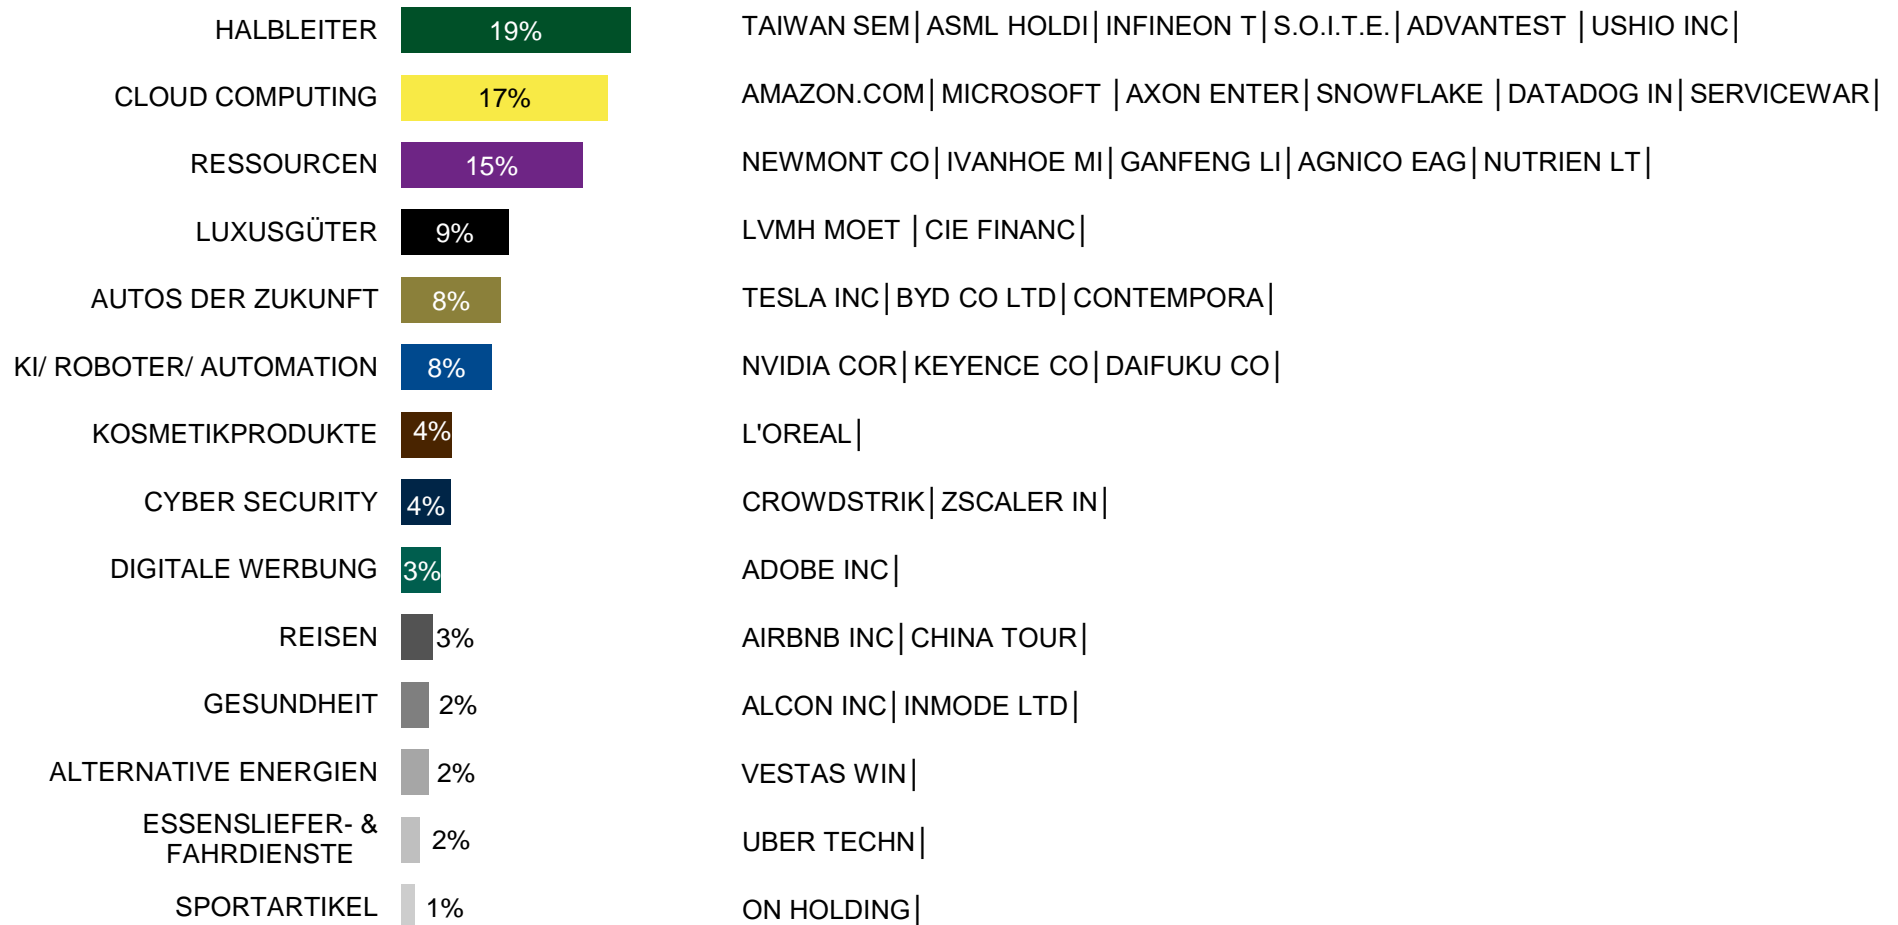 HALBLEITER 19% TAIWAN SEM|ASML HOLDI|INFINEON T|S.O.I.T.E.|ADVANTEST |USHIO INC|
CLOUD COMPUTING 17% AMAZON.COM|MICROSOFT |AXON ENTER|SNOWFLAKE |DATADOG IN|SERVICEWAR|
RESSOURCEN 15% NEWMONT CO|IVANHOE MI|GANFENG LI|AGNICO EAG|NUTRIEN LT|
LUXUSGÜTER 9% LVMH MOET |CIE FINANC|
AUTOS DER ZUKUNFT 8% TESLA INC|BYD CO LTD|CONTEMPORA|
KI/ ROBOTER/ AUTOMATION 8% NVIDIA COR|KEYENCE CO|DAIFUKU CO|
KOSMETIKPRODUKTE 4% L'OREAL|
CYBER SECURITY 4% CROWDSTRIK|ZSCALER IN|
DIGITALE WERBUNG 3% ADOBE INC|
REISEN 3% AIRBNB INC|CHINA TOUR|
GESUNDHEIT 2% ALCON INC|INMODE LTD|
ALTERNATIVE ENERGIEN 2% VESTAS WIN|
ESSENSLIEFER- &
FAHRDIENSTE 2% UBER TECHN|
SPORTARTIKEL 1% ON HOLDING|